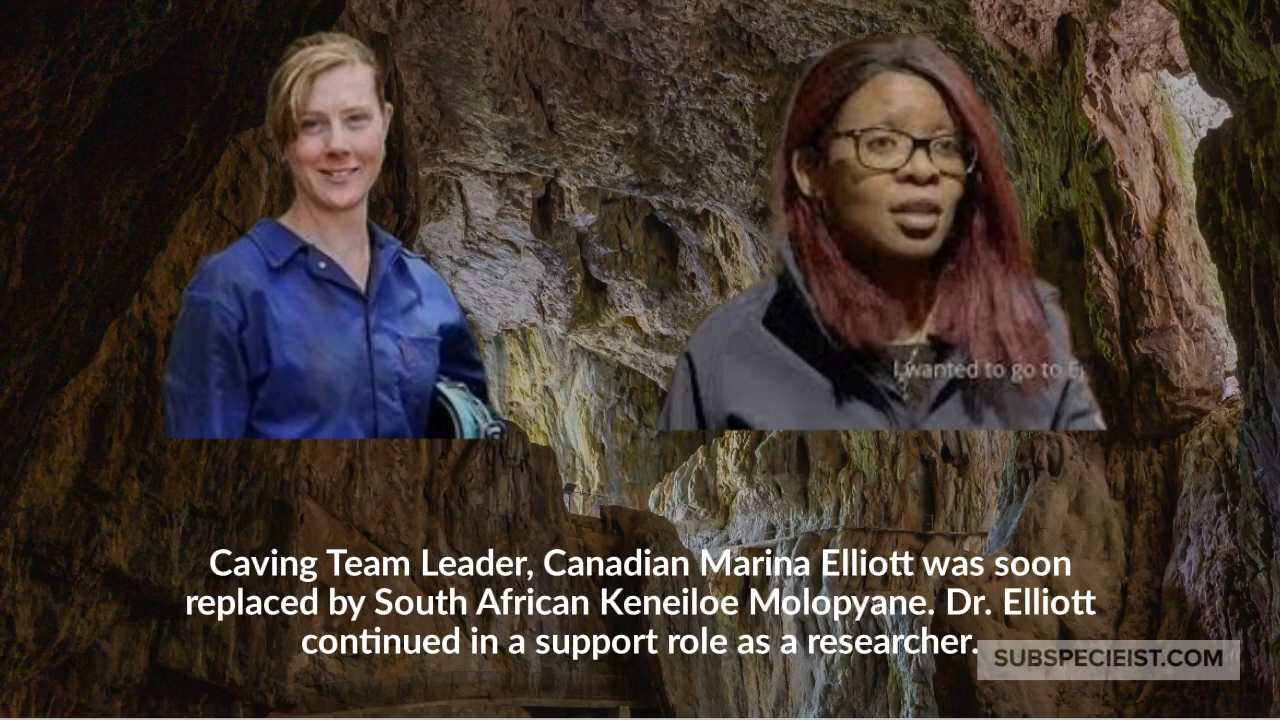 I wanted to go to
Caving Team Leader, Canadian Marina Elliott was soon
replaced by South African Keneiloe Molopyane. Dr. Elliott
continued in a support role as a researcher.
SUBSPECIEIST.COM